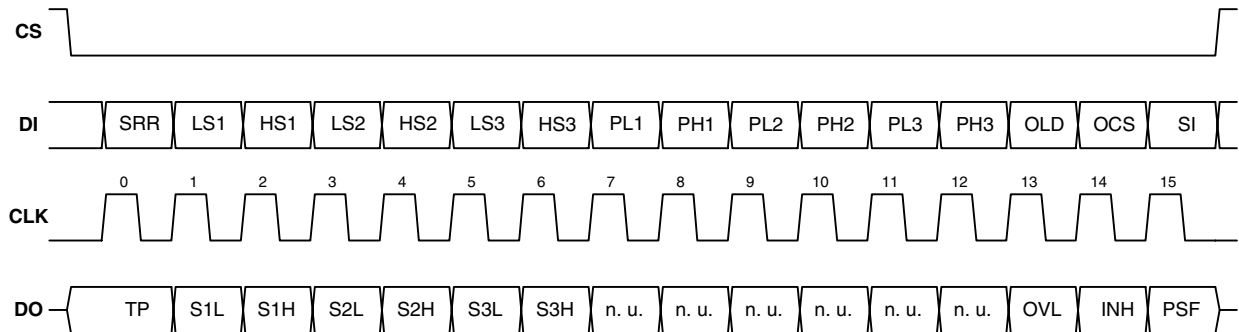 CS
DI SRR LS1 HS1 LS2 HS2 LS3 HS3 PL1 PH1 PL2 PH2 PL3 PH3 OLD OCS SI
0 1 2 3 4 5 6 7 8 9 10 11 12 13 14 15
CLK
DO TP S1L S1H S2L S2H S3L S3H n. u. n. u. n. u. n. u. n. u. n. u. OVL INH PSF